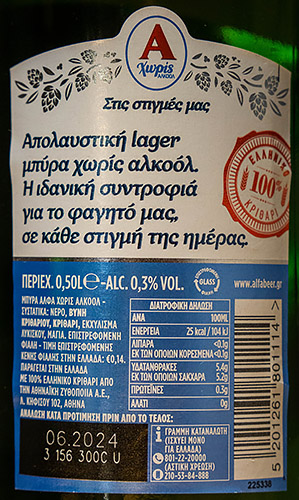 Α
Χωρίς
ΑΛΚΟΟΛ
Στις στιγμές μας
Απολαυστική lager
μπύρα χωρίς αλκοόλ.
Η ιδανική συντροφιά
για το φαγητό μας,
σε κάθε στιγμή της ημέρας.
ΕΛΛΗΝΙΚΟ
100%
ΚΡΙΘΑΡΙ
ΠΕΡΙΕΧ. 0,50L℮-ALC. 0,3% VOL.
GLASS
www.alfabeer.gr
ΜΠΥΡΑ ΑΛΦΑ ΧΩΡΙΣ ΑΛΚΟΟΛ -
ΣΥΣΤΑΤΙΚΑ: ΝΕΡΟ, ΒΥΝΗ
ΚΡΙΘΑΡΙΟΥ, ΚΡΙΘΑΡΙ, ΕΚΧΥΛΙΣΜΑ
ΛΥΚΙΣΚΟΥ, ΜΑΓΙΑ. ΕΠΙΣΤΡΕΦΟΜΕΝΗ
ΦΙΑΛΗ - ΤΙΜΗ ΕΠΙΣΤΡΕΦΟΜΕΝΗΣ
ΚΕΝΗΣ ΦΙΑΛΗΣ ΣΤΗΝ ΕΛΛΑΔΑ: €0,14.
ΠΑΡΑΓΕΤΑΙ ΣΤΗΝ ΕΛΛΑΔΑ
ΜΕ 100% ΕΛΛΗΝΙΚΟ ΚΡΙΘΑΡΙ ΑΠΟ
ΤΗΝ ΑΘΗΝΑΪΚΗ ΖΥΘΟΠΟΙΙΑ Α.Ε.,
Λ. ΚΗΦΙΣΟΥ 102, ΑΘΗΝΑ
ΑΝΑΛΩΣΗ ΚΑΤΑ ΠΡΟΤΙΜΗΣΗ ΠΡΙΝ ΑΠΟ ΤΟ ΤΕΛΟΣ:
06.2024
3 156 300C U
ΔΙΑΤΡΟΦΙΚΗ ΔΗΛΩΣΗ
ΑΝΑ 100ML
ΕΝΕΡΓΕΙΑ 25 kcal / 104 kJ
ΛΙΠΑΡΑ <0.1g
ΕΚ ΤΩΝ ΟΠΟΙΩΝ ΚΟΡΕΣΜΕΝΑ <0.1g
ΥΔΑΤΑΝΘΡΑΚΕΣ 5.4g
ΕΚ ΤΩΝ ΟΠΟΙΩΝ ΣΑΚΧΑΡΑ 5.2g
ΠΡΩΤΕΪΝΕΣ 0.3g
ΑΛΑΤΙ 0g
ΓΡΑΜΜΗ ΚΑΤΑΝΑΛΩΤΗ
(ΙΣΧΥΕΙ ΜΟΝΟ
ΓΙΑ ΕΛΛΑΔΑ)
801-22-20000
(ΑΣΤΙΚΗ ΧΡΕΩΣΗ)
210-53-84-888
5 201261 801114 >
225338